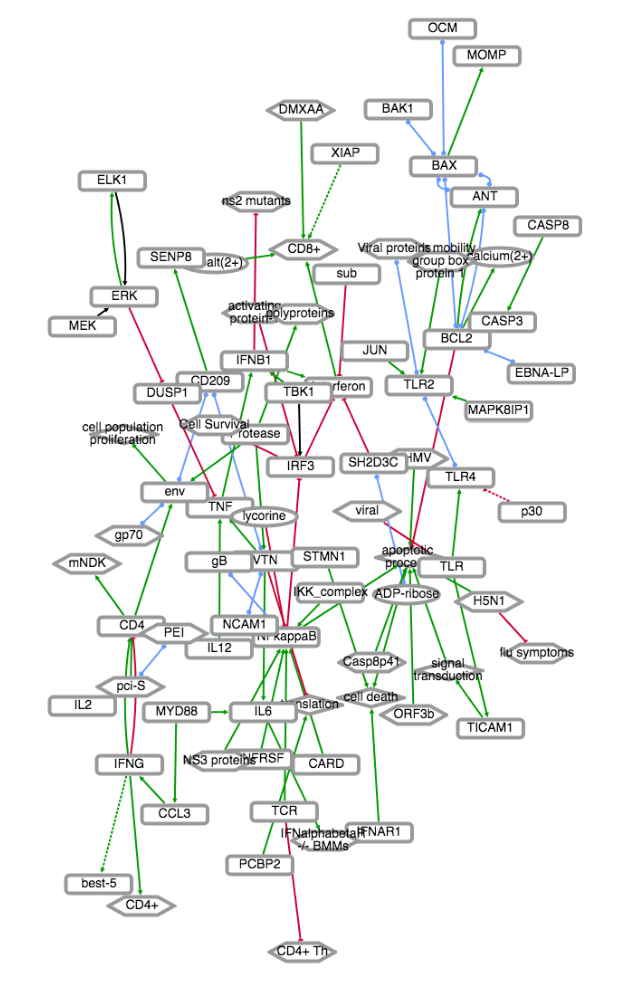 OCM
MOMP
DMXAA
BAK1
XIAP
BAX
ELK1
ANT
ns2 mutants
CASP8
CD8+
Viral proteins
mobility
group box
protein 1
alcium(2+)
SENP8
alt(2+)
sub
ERK
activating
protein-
polyproteins
MEK
CASP3
BCL2
JUN
IFNB1
EBNA-LP
CD209
TBK1
erferon
TLR2
DUSP1
MAPK8IP1
cell population
proliferation
Cell Survival
Protease
IRF3
SH2D3C
HMV
TLR4
env
TNF
lycorine
viral
p30
gp70
mNDK
gB
VTN
STMN1
apoptotic
proce
TLR
IKK_complex
ADP-ribose
H5N1
CD4
PEI
NCAM1
NFkappaB
IL12
flu symptoms
Casp8p41
signal
transduction
pci-S
cell death
IL2
MYD88
IL6
nslation
ORF3b
TICAM1
IFNG
NS3 proteins
NFRSF
CARD
CCL3
TCR
IFNalphabetaR
-/- BMMs
IFNAR1
PCBP2
best-5
CD4+
CD4+ Th